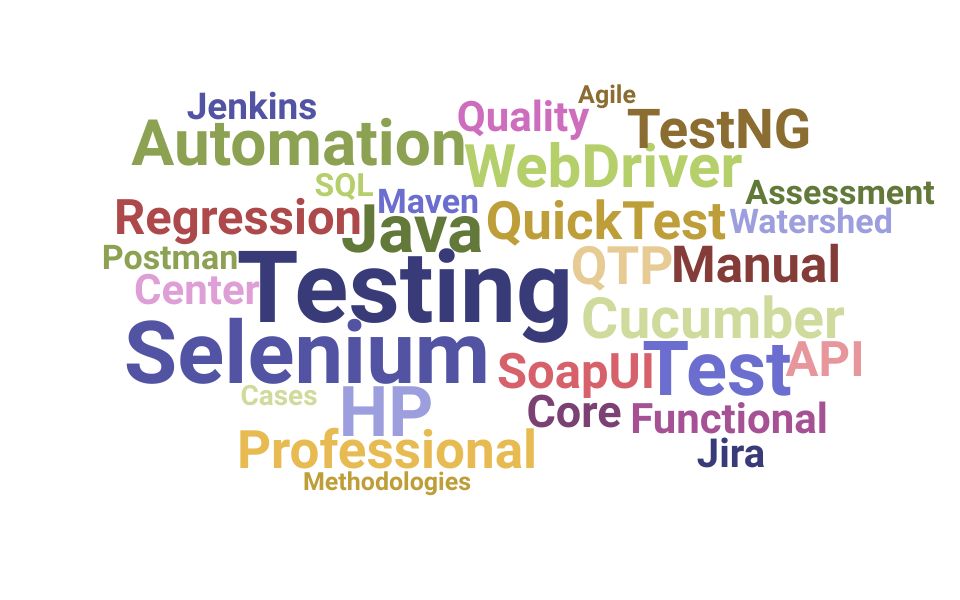 Agile
Jenkins
Quality
TestNG
Automation
WebDriver
SQL
Maven
Assessment
Regression
Java
QuickTest
Watershed
Postman
Testing
QTP
Manual
Center
Cucumber
Selenium
SoapUI
Test
API
Cases
HP
Core
Functional
Professional
Jira
Methodologies